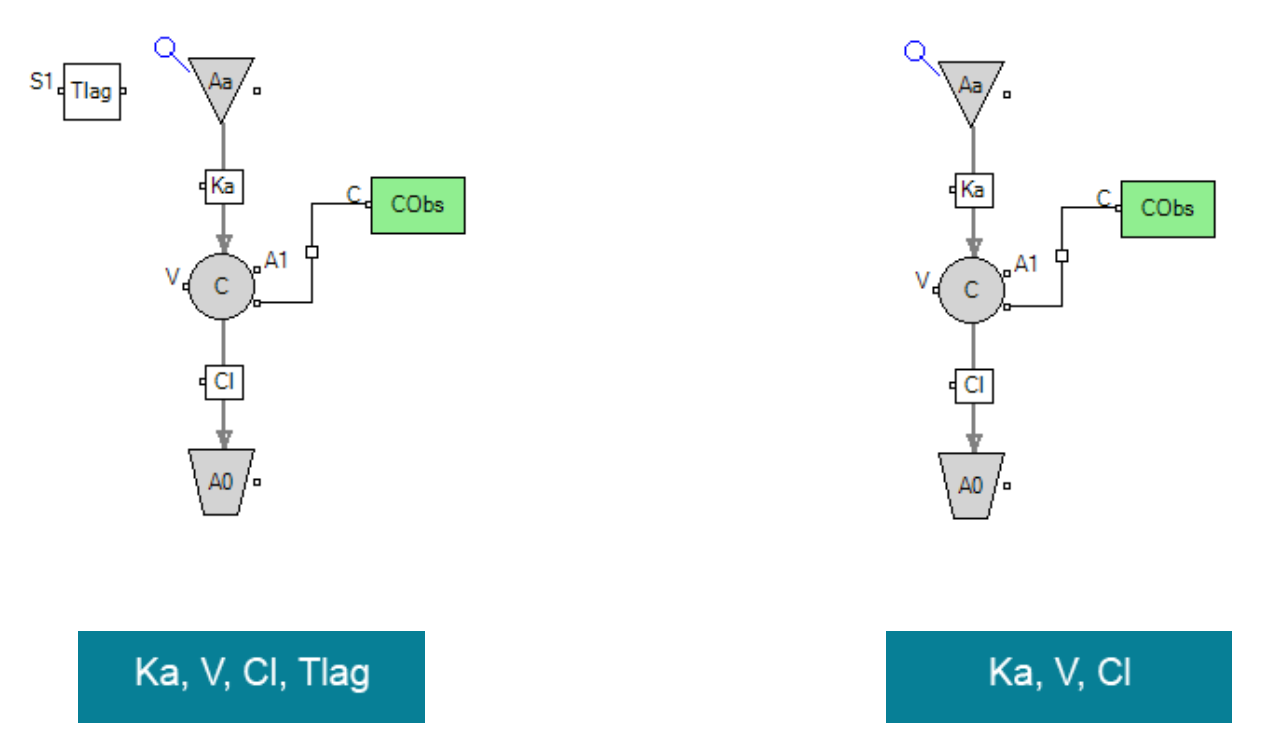 S1
Tlag
Aa
Ka
C
CObs
V
C
A1
Cl
A0
Ka, V, Cl, Tlag
Aa
Ka
C
CObs
V
C
A1
Cl
A0
Ka, V, Cl